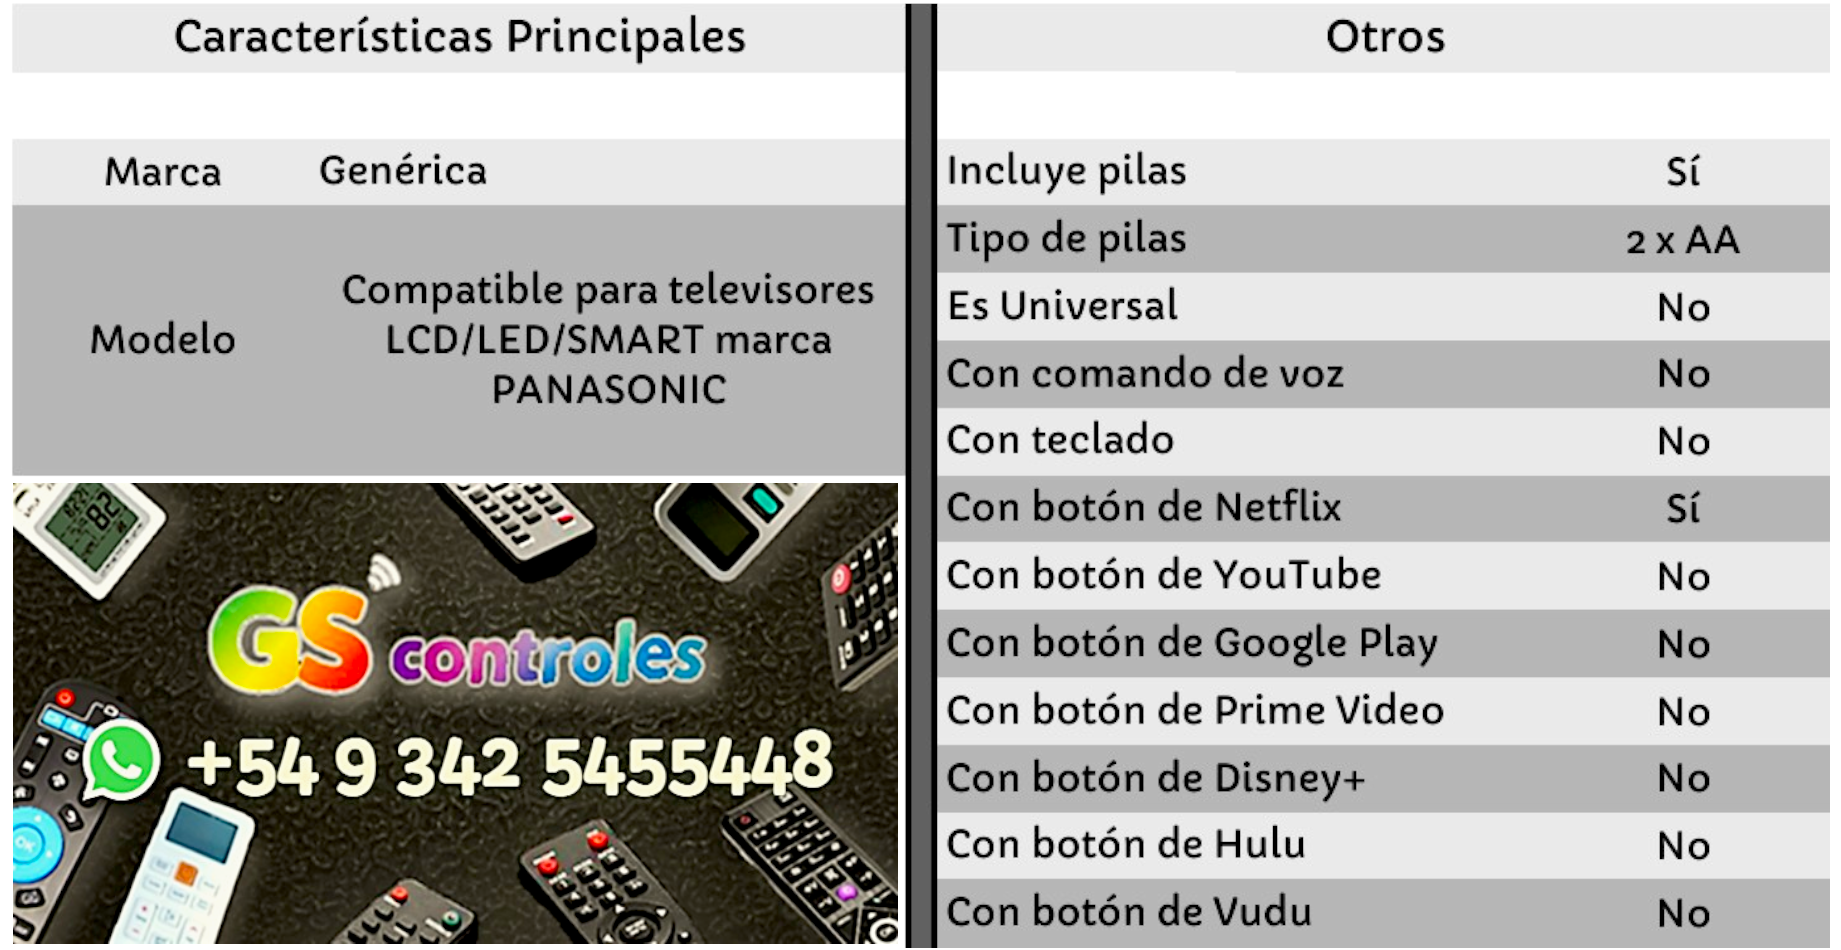 Características Principales
Marca Genérica
Modelo
Compatible para televisores
LCD/LED/SMART marca
PANASONIC
GS controles
+54 9 342 5455448
Otros
Incluye pilas Sí
Tipo de pilas 2 x AA
Es Universal No
Con comando de voz No
Con teclado No
Con botón de Netflix Sí
Con botón de YouTube No
Con botón de Google Play No
Con botón de Prime Video No
Con botón de Disney+ No
Con botón de Hulu No
Con botón de Vudu No